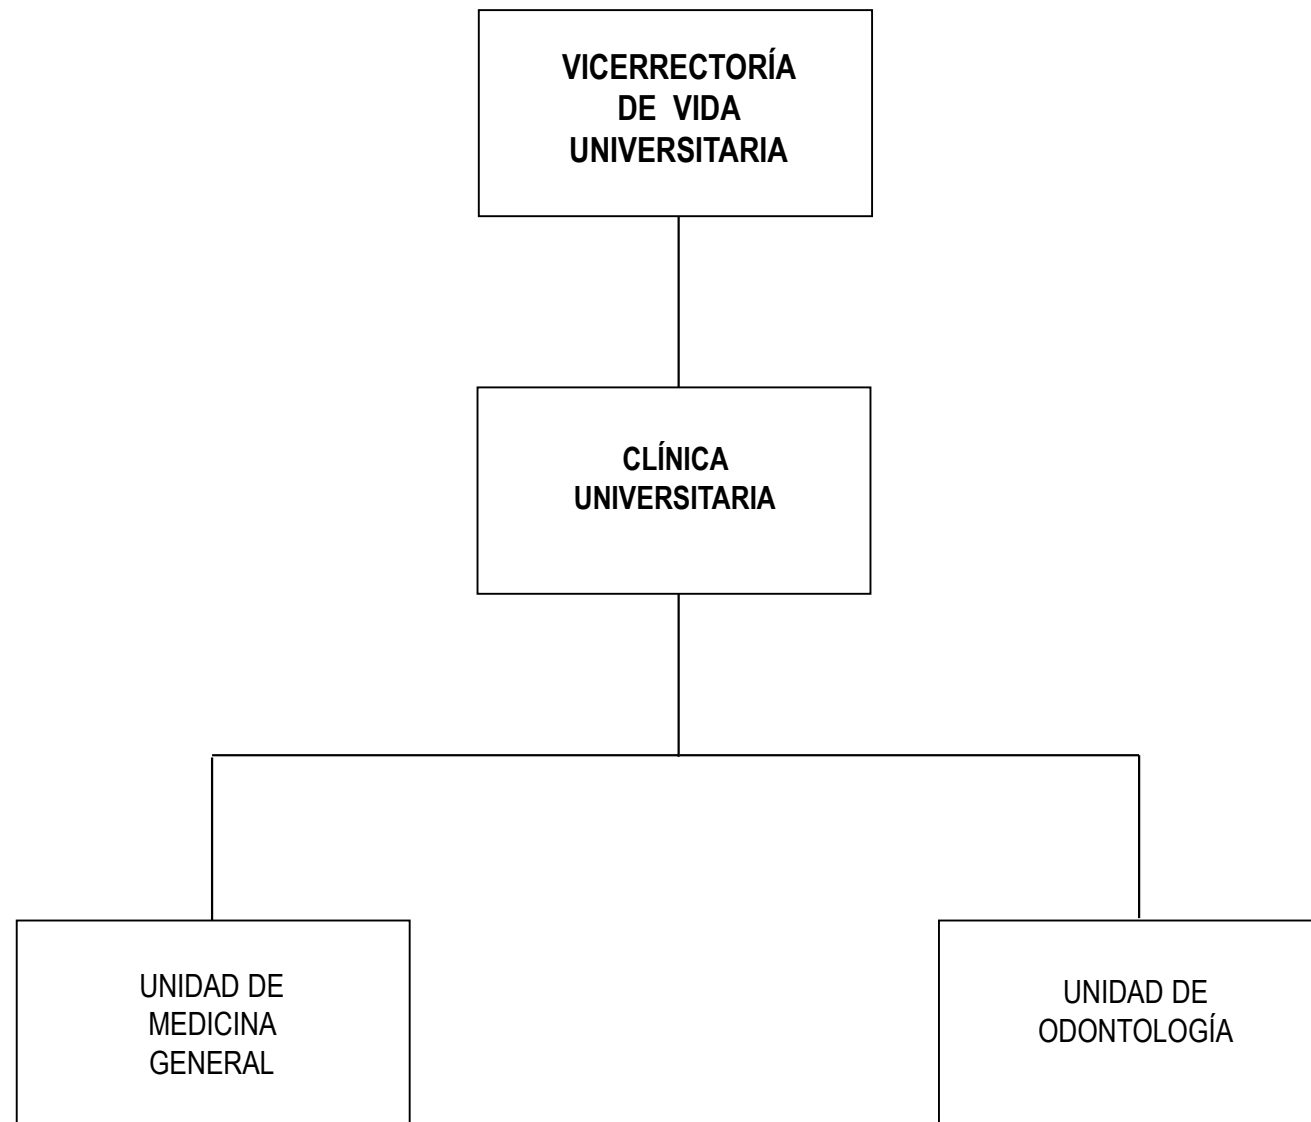 VICERRECTORÍA
DE VIDA
UNIVERSITARIA
CLÍNICA
UNIVERSITARIA
UNIDAD DE
MEDICINA
GENERAL
UNIDAD DE
ODONTOLOGÍA